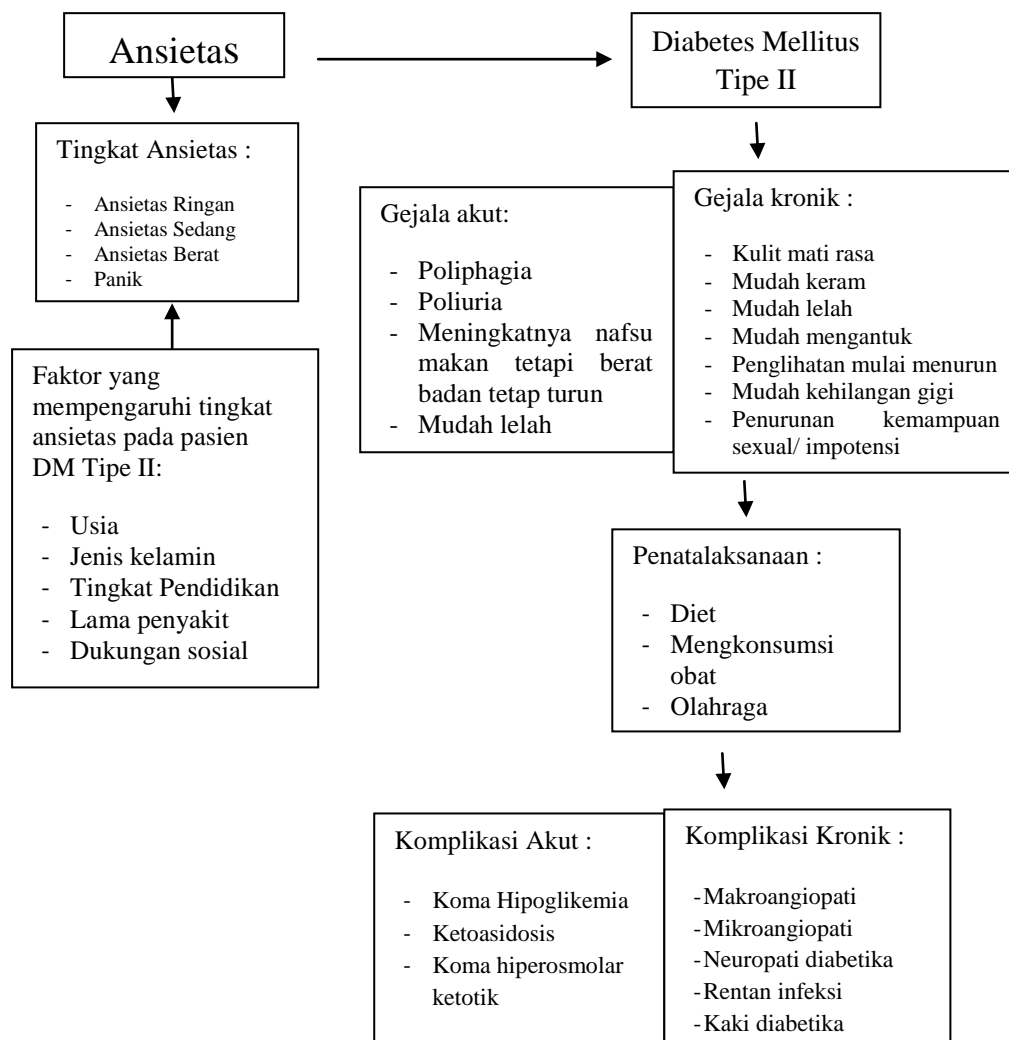 Ansietas
Diabetes Mellitus
Tipe II
Tingkat Ansietas :
- Ansietas Ringan
- Ansietas Sedang
- Ansietas Berat
- Panik
Faktor yang
mempengaruhi tingkat
ansietas pada pasien
DM Tipe II:
- Usia
- Jenis kelamin
- Tingkat Pendidikan
- Lama penyakit
- Dukungan sosial
Gejala akut:
- Poliphagia
- Poliuria
- Meningkatnya nafsu
makan tetapi berat
badan tetap turun
- Mudah lelah
Gejala kronik :
- Kulit mati rasa
- Mudah keram
- Mudah lelah
- Mudah mengantuk
- Penglihatan mulai menurun
- Mudah kehilangan gigi
- Penurunan kemampuan
sexual/ impotensi
Penatalaksanaan :
- Diet
- Mengkonsumsi
obat
- Olahraga
Komplikasi Akut :
- Koma Hipoglikemia
- Ketoasidosis
- Koma hiperosmolar
ketotik
Komplikasi Kronik :
-Makroangiopati
-Mikroangiopati
-Neuropati diabetika
-Rentan infeksi
-Kaki diabetika